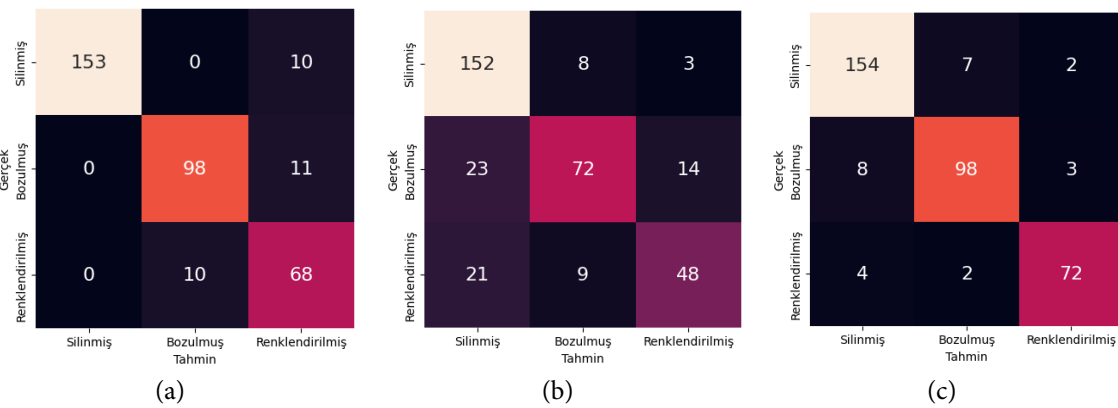 Silinmiş 153 0 10
Gerçek
Bozulmuş 0 98 11
Renklendirilmiş 0 10 68
Silinmiş Bozulmuş Renklendirilmiş
Tahmin
(a)
Silinmiş 152 8 3
Gerçek
Bozulmuş 23 72 14
Renklendirilmiş 21 9 48
Silinmiş Bozulmuş Renklendirilmiş
Tahmin
(b)
Silinmiş 154 7 2
Gerçek
Bozulmuş 8 98 3
Renklendirilmiş 4 2 72
Silinmiş Bozulmuş Renklendirilmiş
Tahmin
(c)